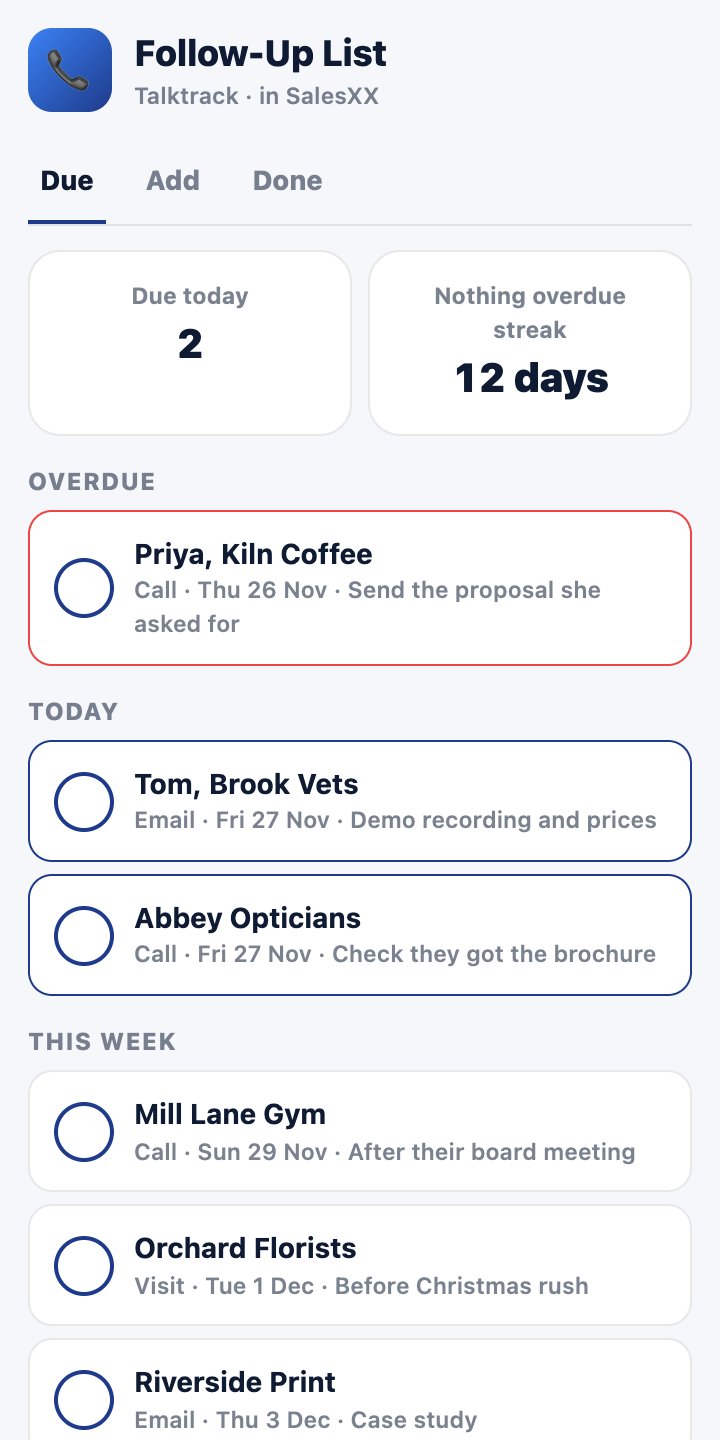 Follow-Up List
Talktrack · in SalesXX
Due
Add
Done
Due today
2
Nothing overdue
streak
12 days
OVERDUE
Priya, Kiln Coffee
Call · Thu 26 Nov · Send the proposal she
asked for
TODAY
Tom, Brook Vets
Email · Fri 27 Nov · Demo recording and prices
Abbey Opticians
Call · Fri 27 Nov · Check they got the brochure
THIS WEEK
Mill Lane Gym
Call · Sun 29 Nov · After their board meeting
Orchard Florists
Visit · Tue 1 Dec · Before Christmas rush
Riverside Print
Email · Thu 3 Dec · Case study